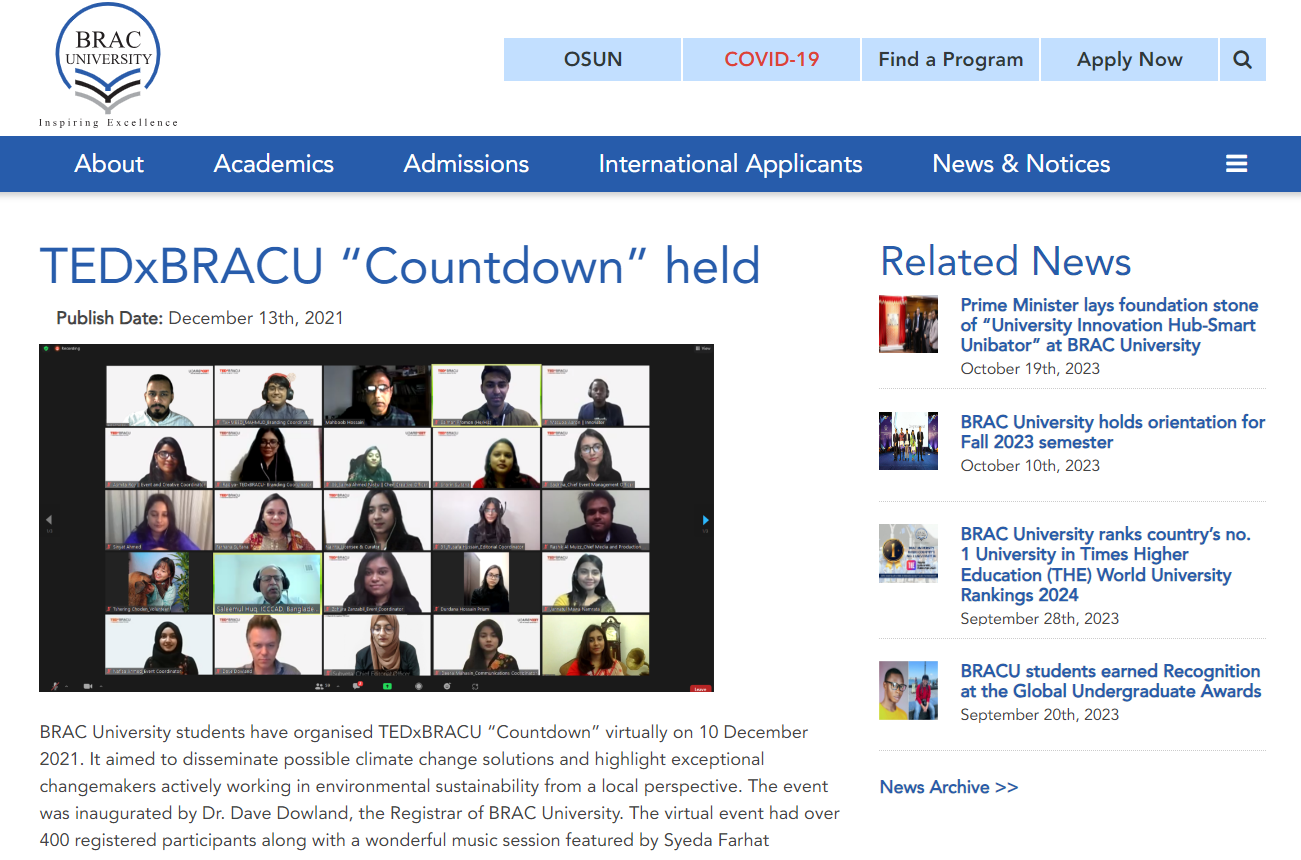 BRAC
UNIVERSITY
Inspiring Excellence
OSUN
COVID-19
Find a Program
Apply Now
About
Academics
Admissions
International Applicants
News & Notices
TEDxBRACU “Countdown” held
Publish Date: December 13th, 2021
Recording
View
Mahboob Hossain
Saleemul Huq, ICCCAD, Banglade
Dave Dowland
Leave
BRAC University students have organised TEDxBRACU “Countdown” virtually on 10 December
2021. It aimed to disseminate possible climate change solutions and highlight exceptional
changemakers actively working in environmental sustainability from a local perspective. The event
was inaugurated by Dr. Dave Dowland, the Registrar of BRAC University. The virtual event had over
400 registered participants along with a wonderful music session featured by Syeda Farhat
Related News
Prime Minister lays foundation stone
of “University Innovation Hub-Smart
Unibator” at BRAC University
October 19th, 2023
BRAC University holds orientation for
Fall 2023 semester
October 10th, 2023
BRAC University ranks country’s no.
1 University in Times Higher
Education (THE) World University
Rankings 2024
September 28th, 2023
BRACU students earned Recognition
at the Global Undergraduate Awards
September 20th, 2023
News Archive >>